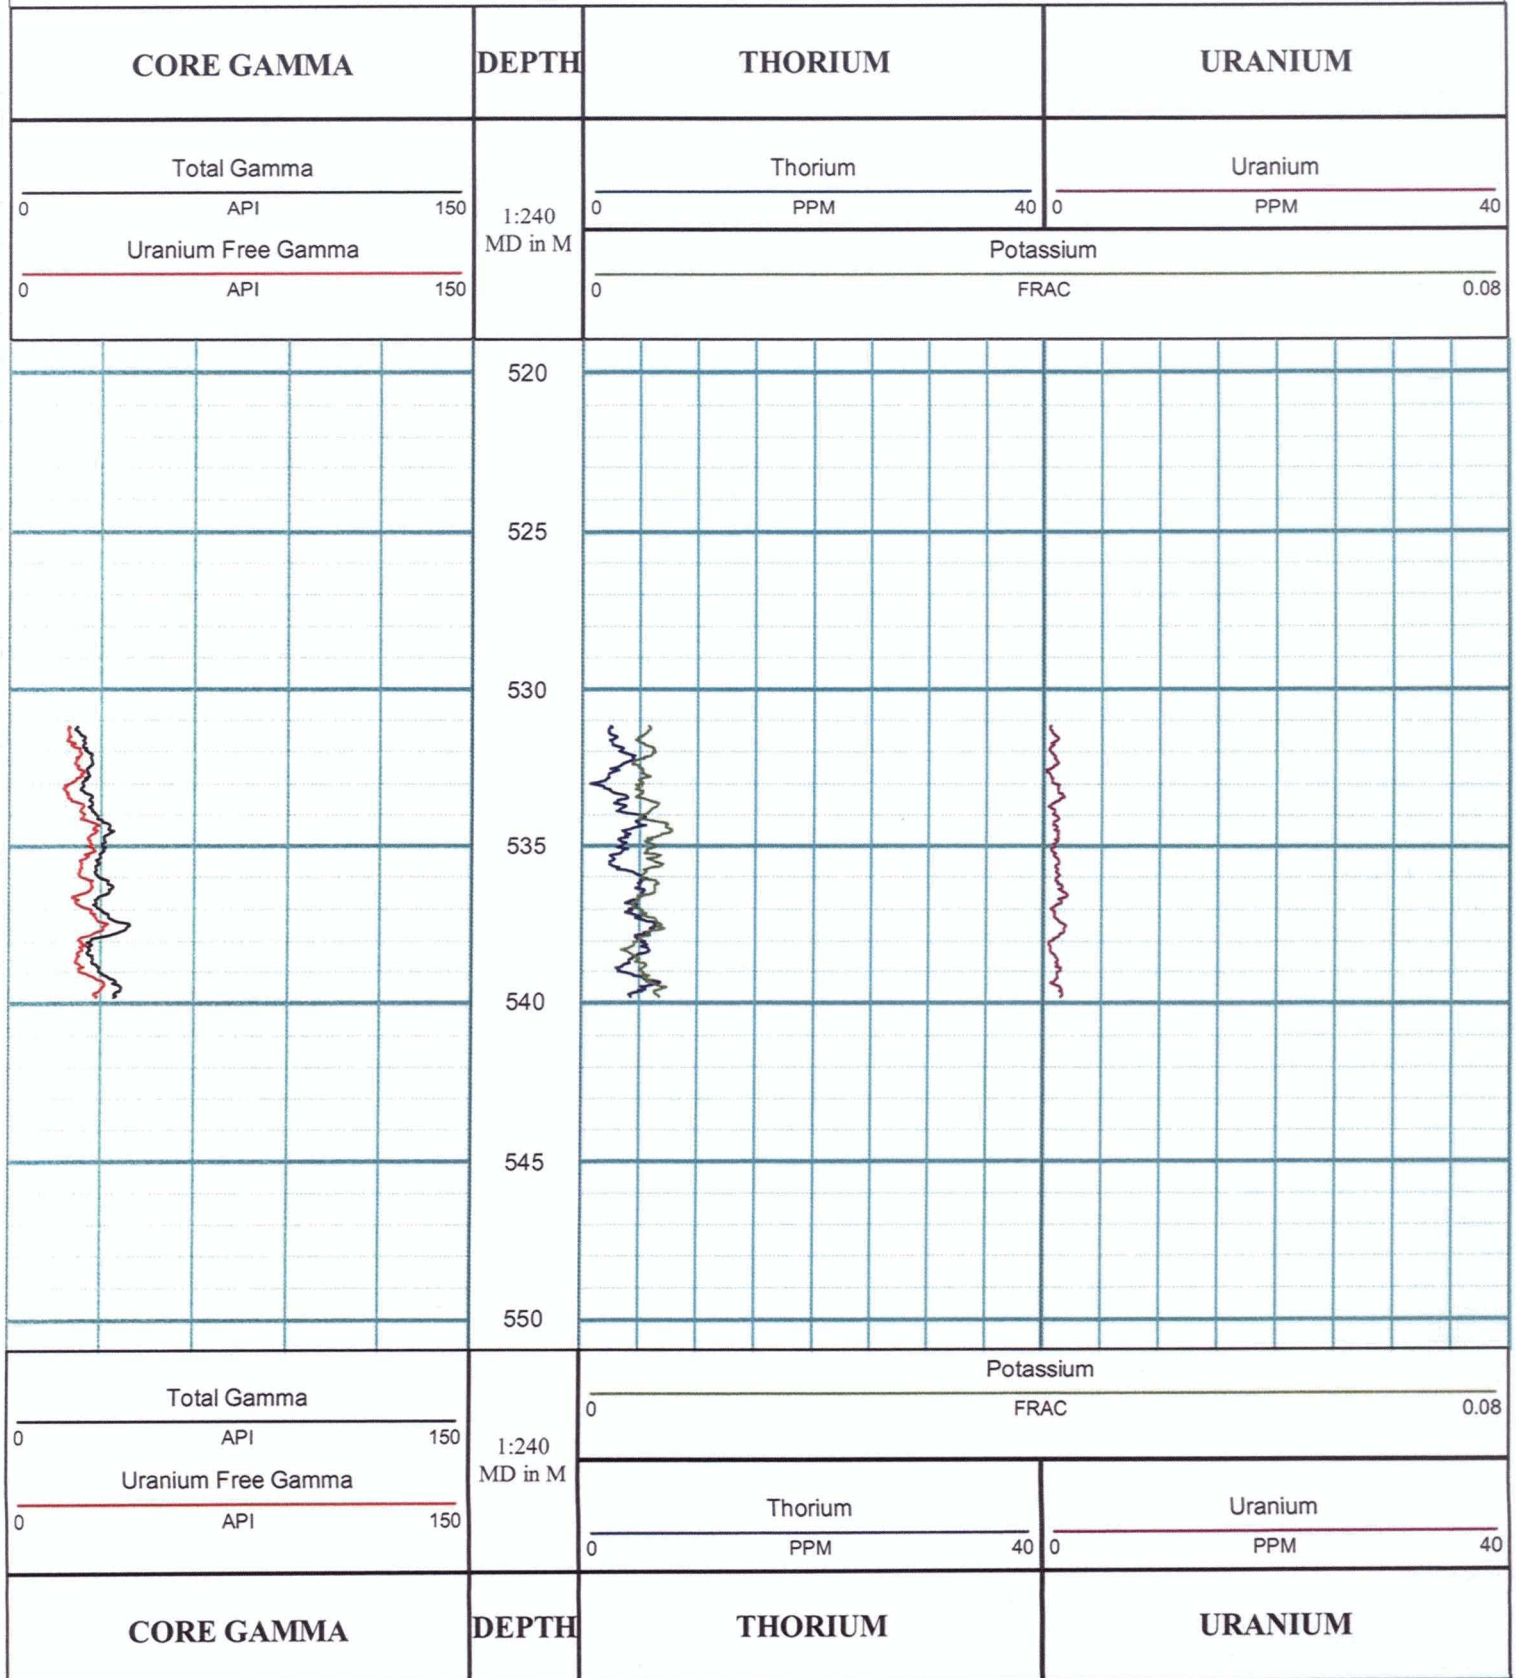 CORE GAMMA DEPTH THORIUM URANIUM
Total Gamma
0 API 150
Uranium Free Gamma
0 API 150
1:240
MD in M
Thorium
0 PPM 40
Uranium
0 PPM 40
Potassium
0 FRAC 0.08
520
525
530
535
540
545
550
Total Gamma
0 API 150
Uranium Free Gamma
0 API 150
1:240
MD in M
Potassium
0 FRAC 0.08
Thorium
0 PPM 40
Uranium
0 PPM 40
CORE GAMMA DEPTH THORIUM URANIUM